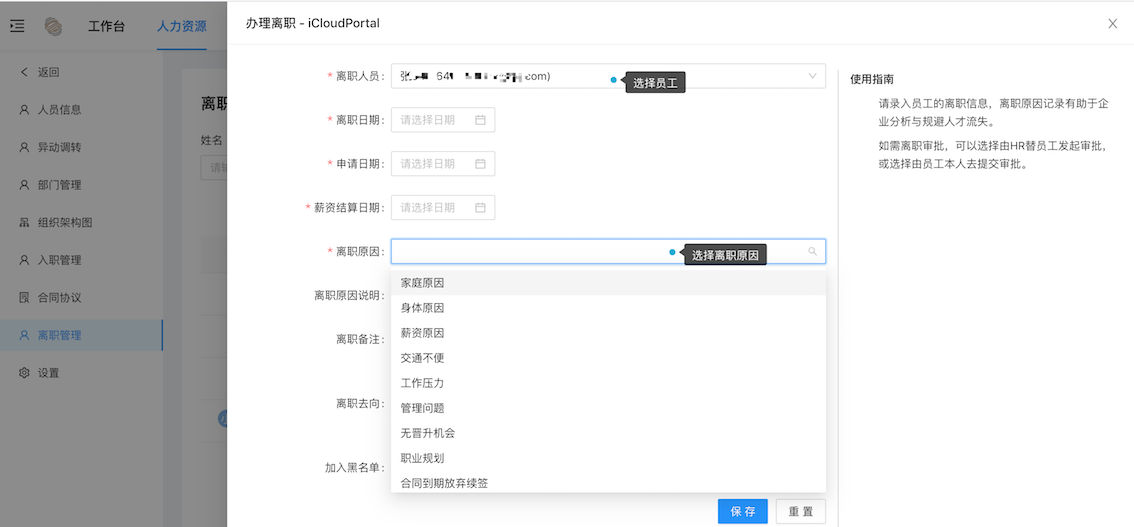 办理离职 - iCloudPortal
工作台
人力资源
返回
人员信息
异动调转
部门管理
组织架构图
入职管理
合同协议
离职管理
设置
离职
姓名
* 离职人员:
com)
选择员工
* 离职日期:
请选择日期
* 申请日期:
请选择日期
* 薪资结算日期:
请选择日期
* 离职原因:
选择离职原因
离职原因说明:
离职备注:
离职去向:
加入黑名单:
家庭原因
身体原因
薪资原因
交通不便
工作压力
管理问题
无晋升机会
职业规划
合同到期放弃续签
保 存
重 置
使用指南
请录入员工的离职信息，离职原因记录有助于企
业分析与规避人才流失。
如需离职审批，可以选择由HR替员工发起审批，
或选择由员工本人去提交审批。